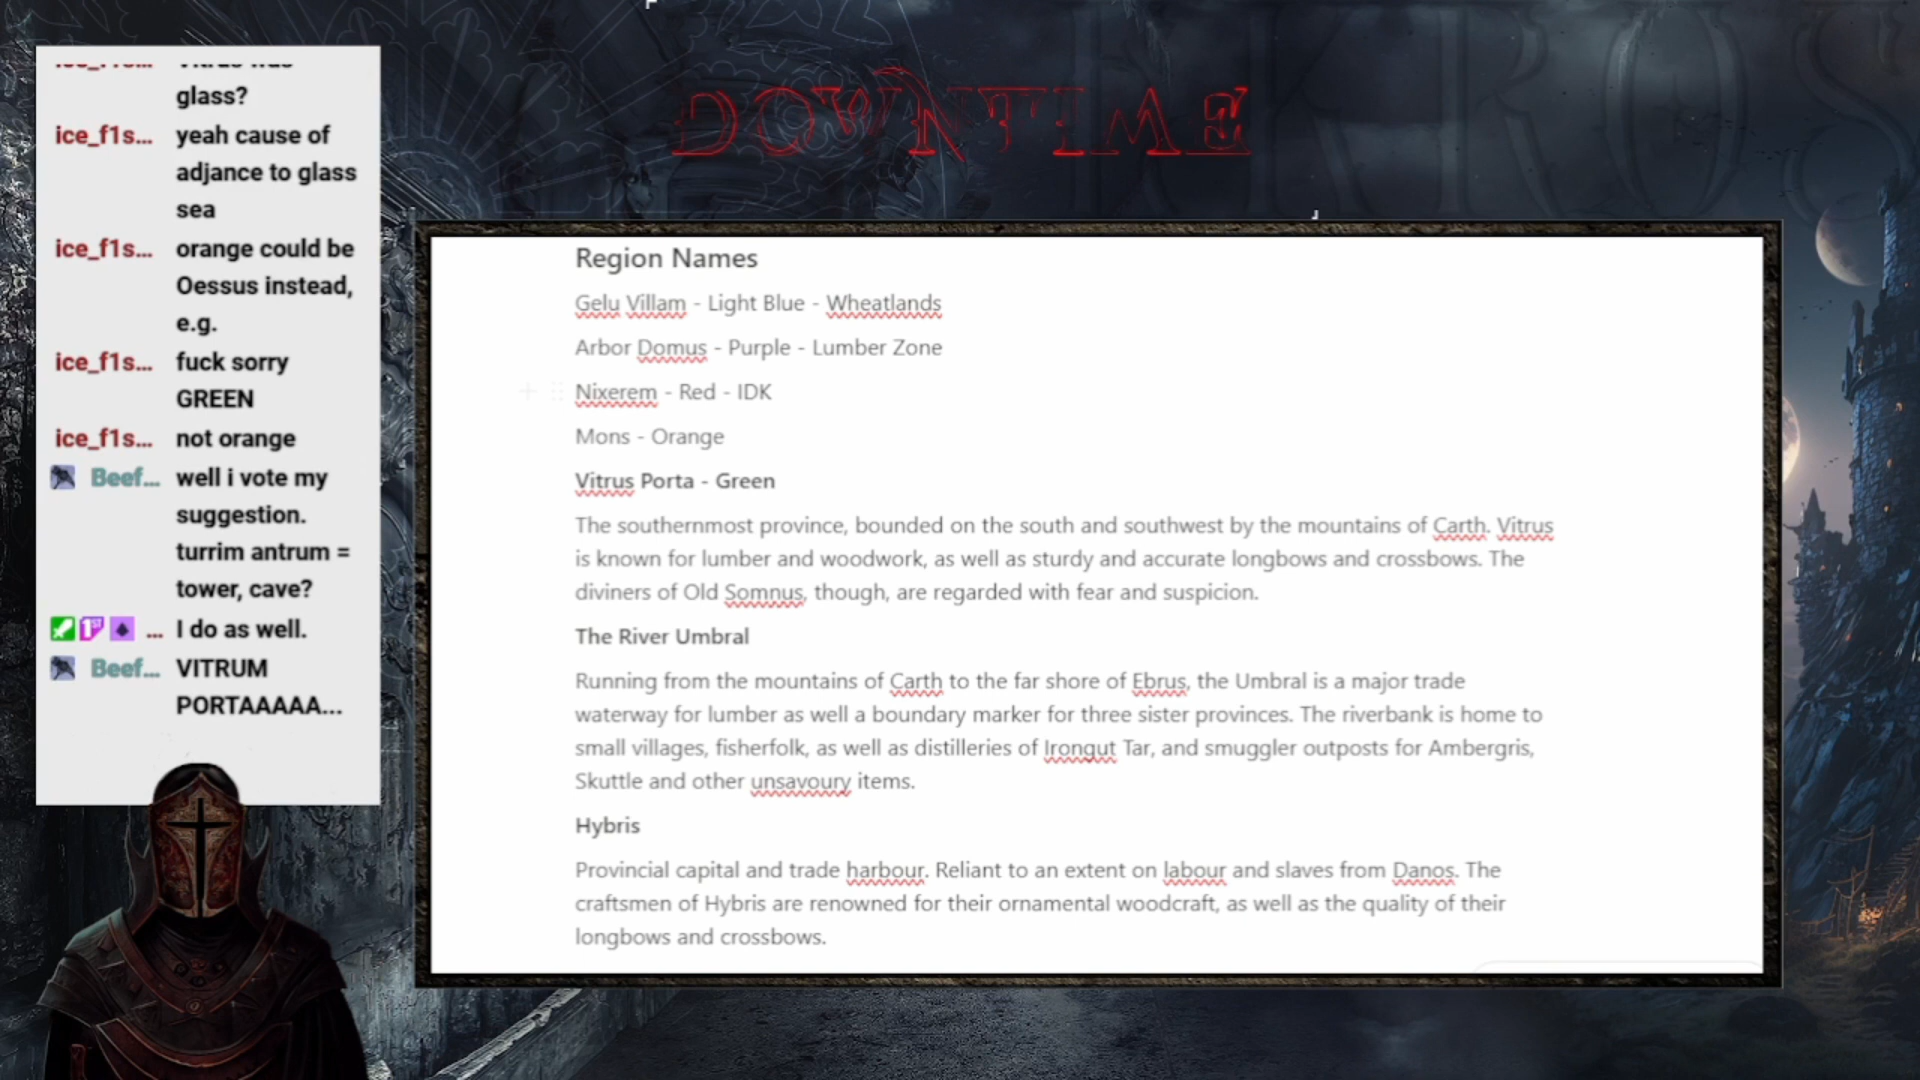 glass?
ice_f1s... yeah cause of
adjance to glass
sea
ice_f1s... orange could be
Oessus instead,
e.g.
ice_f1s... fuck sorry
GREEN
ice_f1s... not orange
Beef... well i vote my
suggestion.
turrim antrum =
tower, cave?
... I do as well.
Beef... VITRUM
PORTAAAAA...
DOWNTIME
Region Names
Gelu Villam - Light Blue - Wheatlands
Arbor Domus - Purple - Lumber Zone
Nixerem - Red - IDK
Mons - Orange
Vitrus Porta - Green
The southernmost province, bounded on the south and southwest by the mountains of Carth. Vitrus
is known for lumber and woodwork, as well as sturdy and accurate longbows and crossbows. The
diviners of Old Somnus, though, are regarded with fear and suspicion.
The River Umbral
Running from the mountains of Carth to the far shore of Ebrus, the Umbral is a major trade
waterway for lumber as well a boundary marker for three sister provinces. The riverbank is home to
small villages, fisherfolk, as well as distilleries of Irongut Tar, and smuggler outposts for Ambergris,
Skuttle and other unsavoury items.
Hybris
Provincial capital and trade harbour. Reliant to an extent on labour and slaves from Danos. The
craftsmen of Hybris are renowned for their ornamental woodcraft, as well as the quality of their
longbows and crossbows.